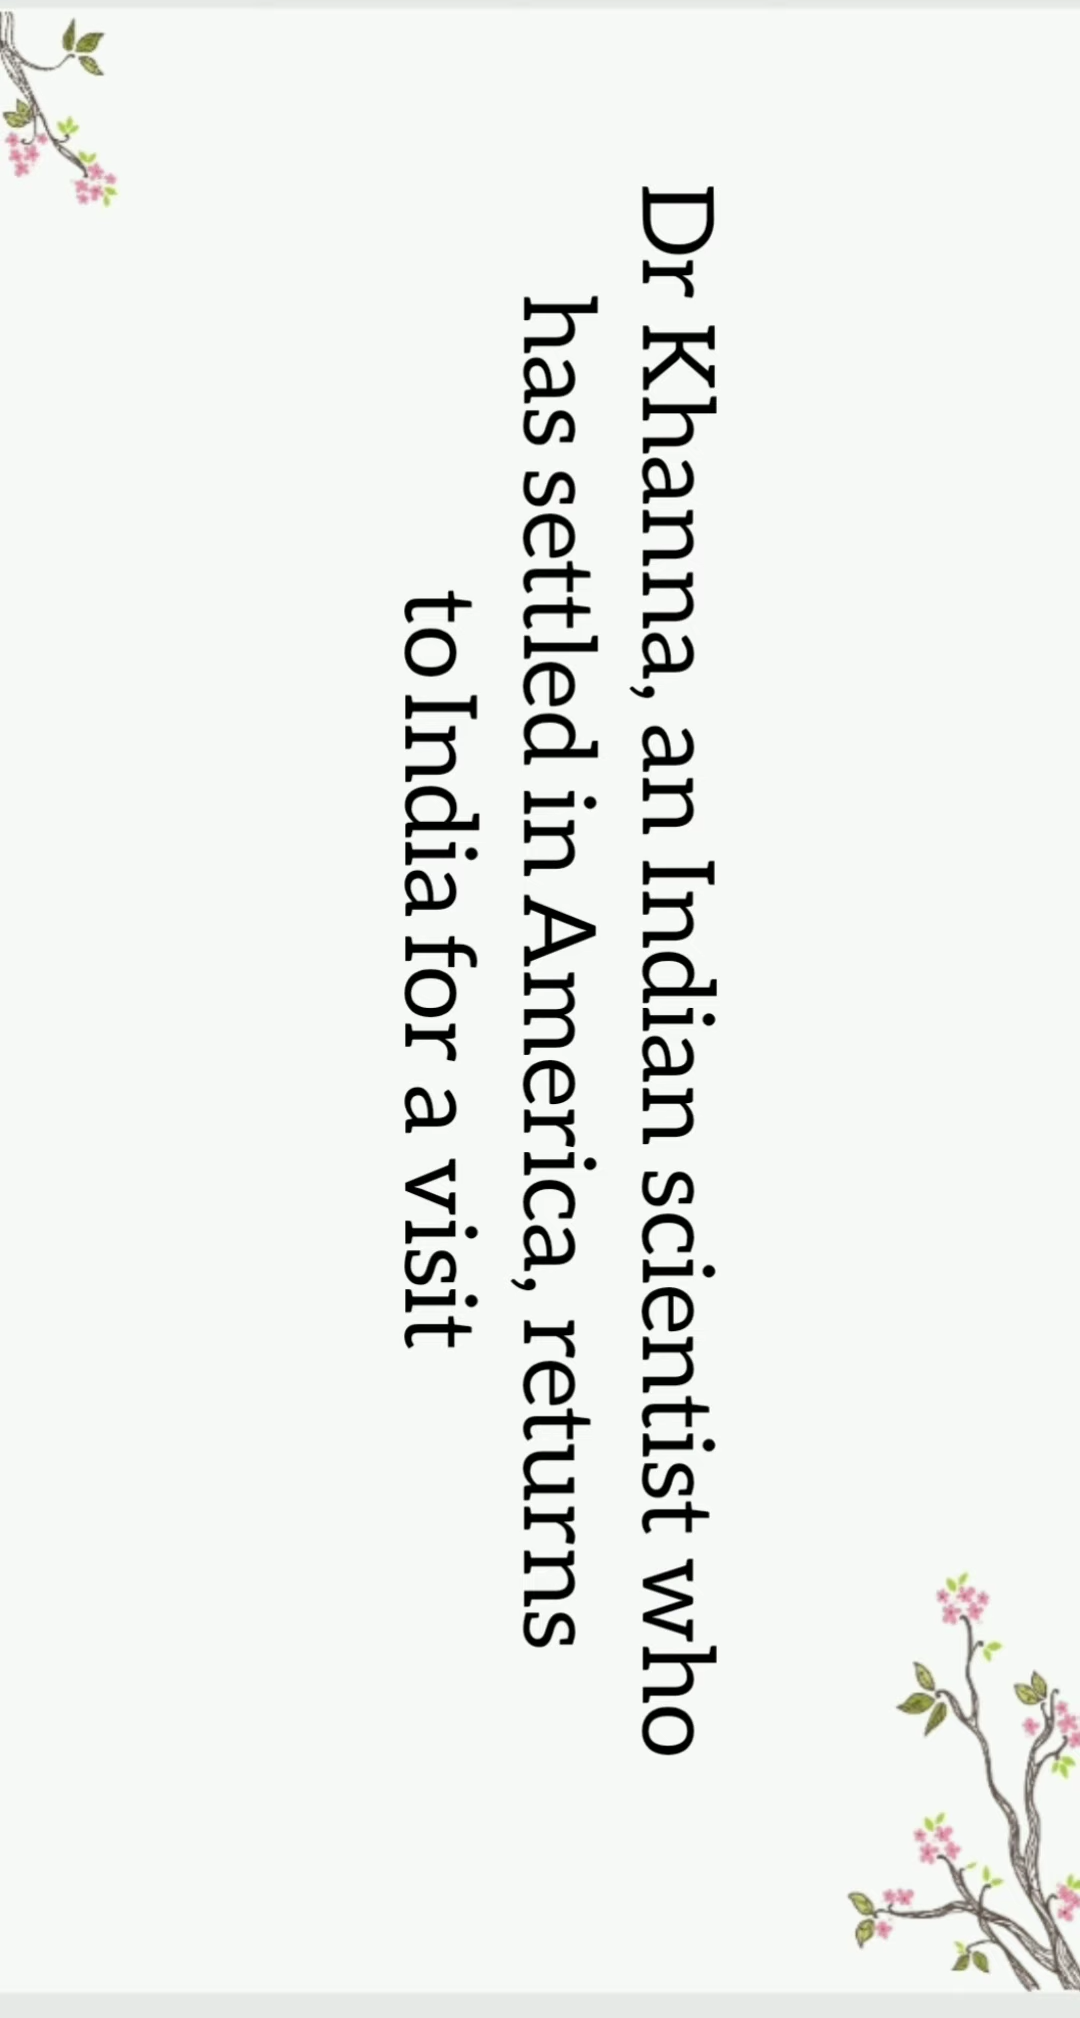 Dr Khanna, an Indian scientist who
has settled in America, returns
to India for a visit